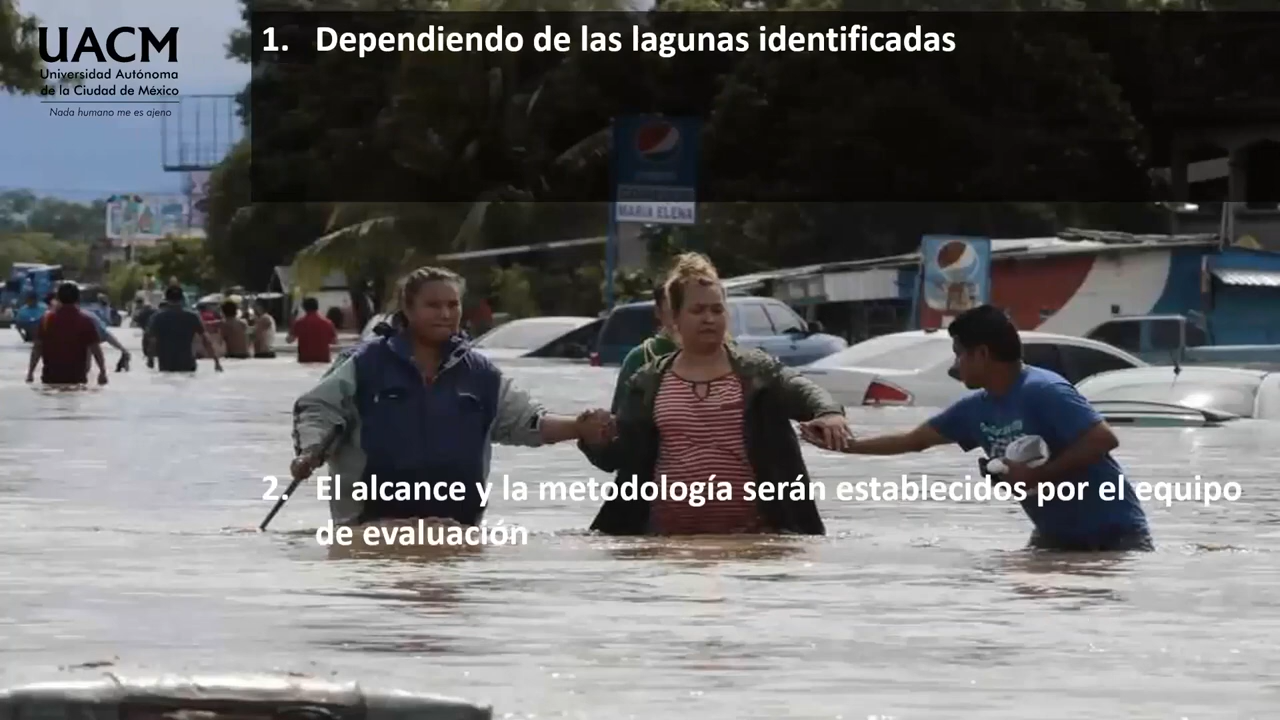 UACM
Universidad Autónoma
de la Ciudad de México
Nada humano me es ajeno
1. Dependiendo de las lagunas identificadas
MARIA ELENA
2. El alcance y la metodología serán establecidos por el equipo
de evaluación